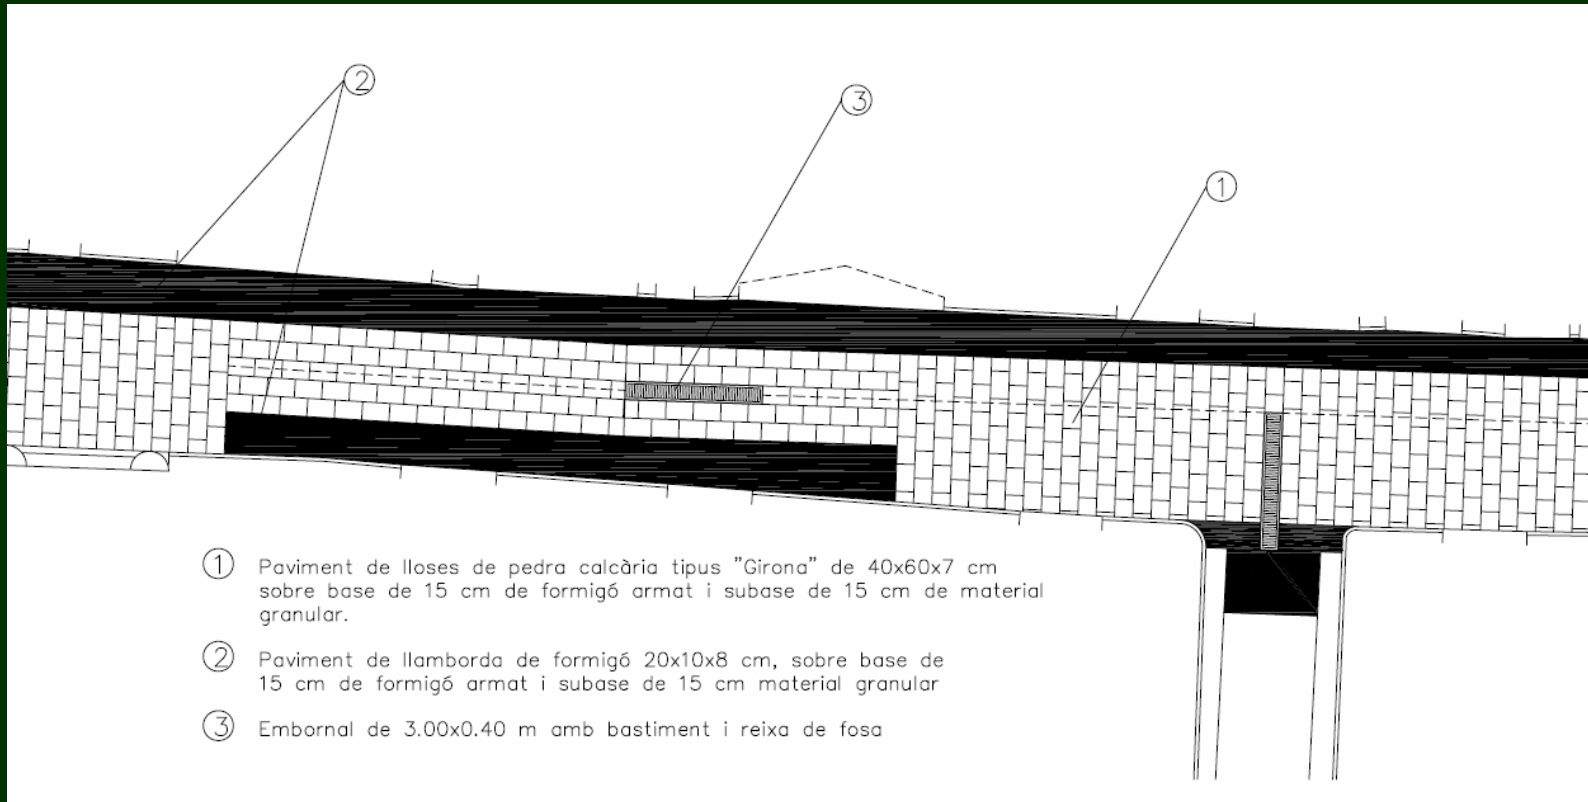 2
3
1
1 Paviment de lloses de pedra calcària tipus "Girona" de 40x60x7 cm
sobre base de 15 cm de formigó armat i subase de 15 cm de material
granular.
2 Paviment de llamborda de formigó 20x10x8 cm, sobre base de
15 cm de formigó armat i subase de 15 cm material granular
3 Embornal de 3.00x0.40 m amb bastiment i reixa de fosa